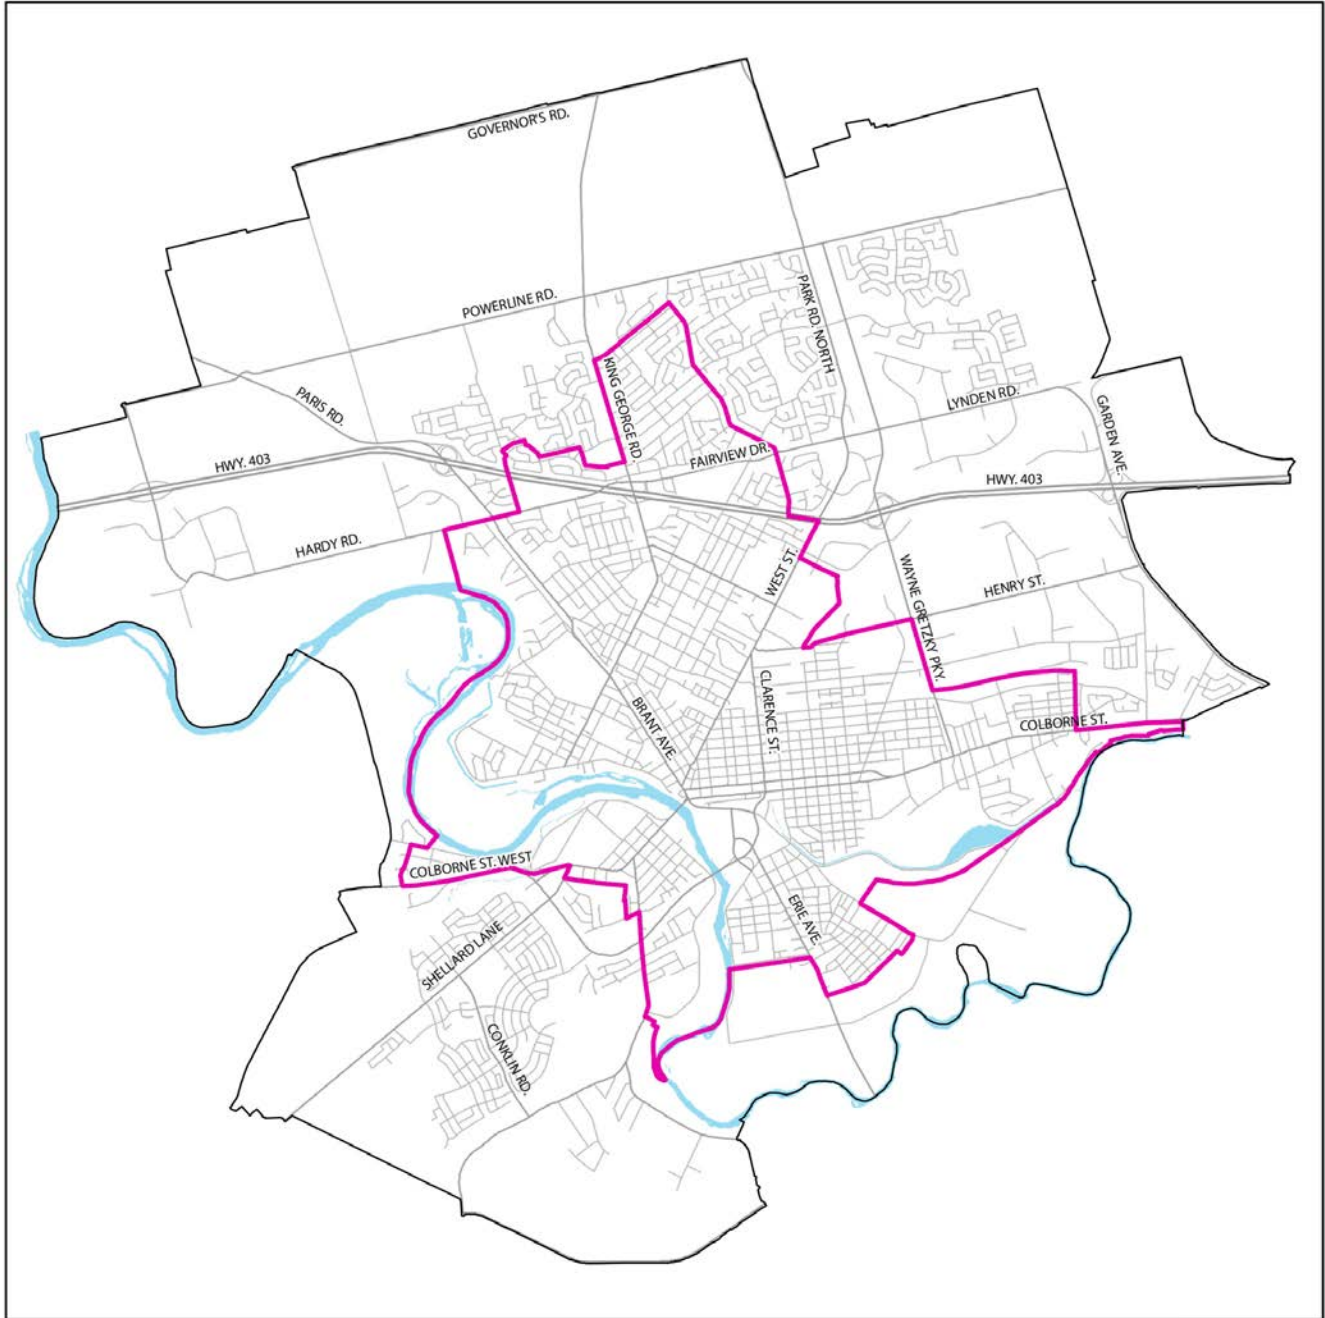 GOVERNOR'S RD.
POWERLINE RD.
PARK RD. NORTH
KING GEORGE RD.
PARIS RD.
LYNDEN RD.
GARDEN AVE.
FAIRVIEW DR.
HWY. 403
HWY. 403
HARDY RD.
WEST ST.
WAYNE GRETZKY PKY.
HENRY ST.
CLARENCE ST.
BRANT AVE.
COLBORNE ST.
COLBORNE ST. WEST
ERIE AVE.
SHELLARD LANE
CONKLIN RD.